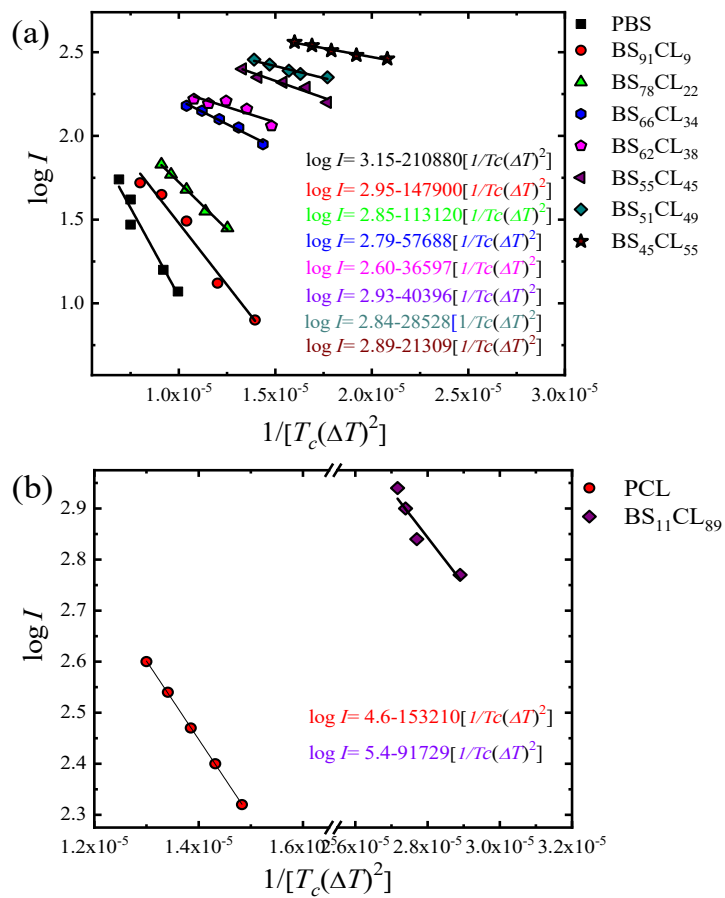 (a)
log I
2.5
2.0
1.5
1.0
1.0x10⁻⁵
1.5x10⁻⁵
2.0x10⁻⁵
2.5x10⁻⁵
3.0x10⁻⁵
1/[T_c(ΔT)²]
log I= 3.15-210880[1/Tc(ΔT)²]
log I= 2.95-147900[1/Tc(ΔT)²]
log I= 2.85-113120[1/Tc(ΔT)²]
log I= 2.79-57688[1/Tc(ΔT)²]
log I= 2.60-36597[1/Tc(ΔT)²]
log I= 2.93-40396[1/Tc(ΔT)²]
log I= 2.84-28528[1/Tc(ΔT)²]
log I= 2.89-21309[1/Tc(ΔT)²]
PBS
BS₉₁CL₉
BS₇₈CL₂₂
BS₆₆CL₃₄
BS₆₂CL₃₈
BS₅₅CL₄₅
BS₅₁CL₄₉
BS₄₅CL₅₅
(b)
log I
2.9
2.8
2.7
2.6
2.5
2.4
2.3
1.2x10⁻⁵
1.4x10⁻⁵
1.6x10⁻⁵
2.6x10⁻⁵
2.8x10⁻⁵
3.0x10⁻⁵
3.2x10⁻⁵
1/[T_c(ΔT)²]
log I= 4.6-153210[1/Tc(ΔT)²]
log I= 5.4-91729[1/Tc(ΔT)²]
PCL
BS₁₁CL₈₉